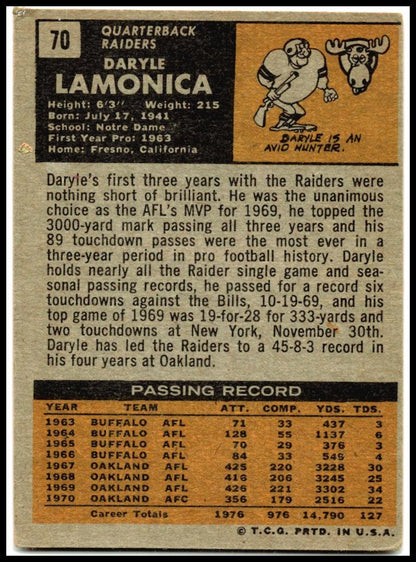 70
QUARTERBACK
RAIDERS
DARYLE
LAMONICA
Height: 6'3" Weight: 215
Born: July 17, 1941
School: Notre Dame
First Year Pro: 1963
Home: Fresno, California
DARYLE IS AN
AVID HUNTER.
Daryle's first three years with the Raiders were
nothing short of brilliant. He was the unanimous
choice as the AFL's MVP for 1969, he topped the
3000-yard mark passing all three years and his
89 touchdown passes were the most ever in a
three-year period in pro football history. Daryle
holds nearly all the Raider single game and sea-
sonal passing records, he passed for a record six
touchdowns against the Bills, 10-19-69, and his
top game of 1969 was 19-for-28 for 333-yards and
two touchdowns at New York, November 30th.
Daryle has led the Raiders to a 45-8-3 record in
his four years at Oakland.
PASSING RECORD
YEAR TEAM ATT. COMP. YDS. TDS.
1963 BUFFALO AFL 71 33 437 3
1964 BUFFALO AFL 128 55 1137 6
1965 BUFFALO AFL 70 29 376 3
1966 BUFFALO AFL 84 33 549 4
1967 OAKLAND AFL 425 220 3228 30
1968 OAKLAND AFL 416 206 3245 25
1969 OAKLAND AFL 426 221 3302 34
1970 OAKLAND AFC 356 179 2516 22
Career Totals 1976 976 14,790 127
© T.C.G. PRTD. IN U.S.A.